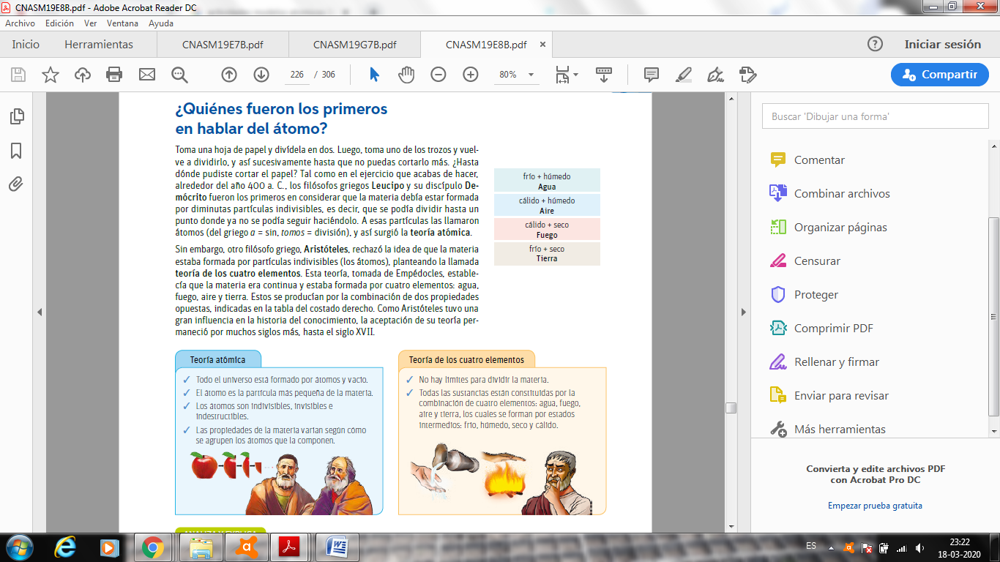 CNASM19E8B.pdf - Adobe Acrobat Reader DC
Archivo Edición Ver Ventana Ayuda
Inicio Herramientas CNASM19E7B.pdf CNASM19G7B.pdf CNASM19E8B.pdf × ? Iniciar sesión
226 / 306 80% Compartir
¿Quiénes fueron los primeros
en hablar del átomo?
Toma una hoja de papel y divídela en dos. Luego, toma uno de los trozos y vuel-
ve a dividirlo, y así sucesivamente hasta que no puedas cortarlo más. ¿Hasta
dónde pudiste cortar el papel? Tal como en el ejercicio que acabas de hacer,
alrededor del año 400 a. C., los filósofos griegos Leucipo y su discípulo De-
mócrito fueron los primeros en considerar que la materia debía estar formada
por diminutas partículas indivisibles, es decir, que se podía dividir hasta un
punto donde ya no se podía seguir haciéndolo. A esas partículas las llamaron
átomos (del griego a = sin, tomos = división), y así surgió la teoría atómica.
Sin embargo, otro filósofo griego, Aristóteles, rechazó la idea de que la materia
estaba formada por partículas indivisibles (los átomos), planteando la llamada
teoría de los cuatro elementos. Esta teoría, tomada de Empédocles, estable-
cía que la materia era continua y estaba formada por cuatro elementos: agua,
fuego, aire y tierra. Estos se producían por la combinación de dos propiedades
opuestas, indicadas en la tabla del costado derecho. Como Aristóteles tuvo una
gran influencia en la historia del conocimiento, la aceptación de su teoría per-
maneció por muchos siglos más, hasta el siglo XVII.
frío + húmedo
Agua
cálido + húmedo
Aire
cálido + seco
Fuego
frío + seco
Tierra
Teoría atómica
✓ Todo el universo está formado por átomos y vacío.
✓ El átomo es la partícula más pequeña de la materia.
✓ Los átomos son indivisibles, invisibles e
indestructibles.
✓ Las propiedades de la materia varían según cómo
se agrupen los átomos que la componen.
Teoría de los cuatro elementos
✓ No hay límites para dividir la materia.
✓ Todas las sustancias están constituidas por la
combinación de cuatro elementos: agua, fuego,
aire y tierra, los cuales se forman por estados
intermedios: frío, húmedo, seco y cálido.
ANALIZA Y EXPLICA
Buscar 'Dibujar una forma'
Comentar
Combinar archivos
Organizar páginas
Censurar
Proteger
Comprimir PDF
Rellenar y firmar
Enviar para revisar
Más herramientas
Convierta y edite archivos PDF
con Acrobat Pro DC
Empezar prueba gratuita
ES
23:22
18-03-2020